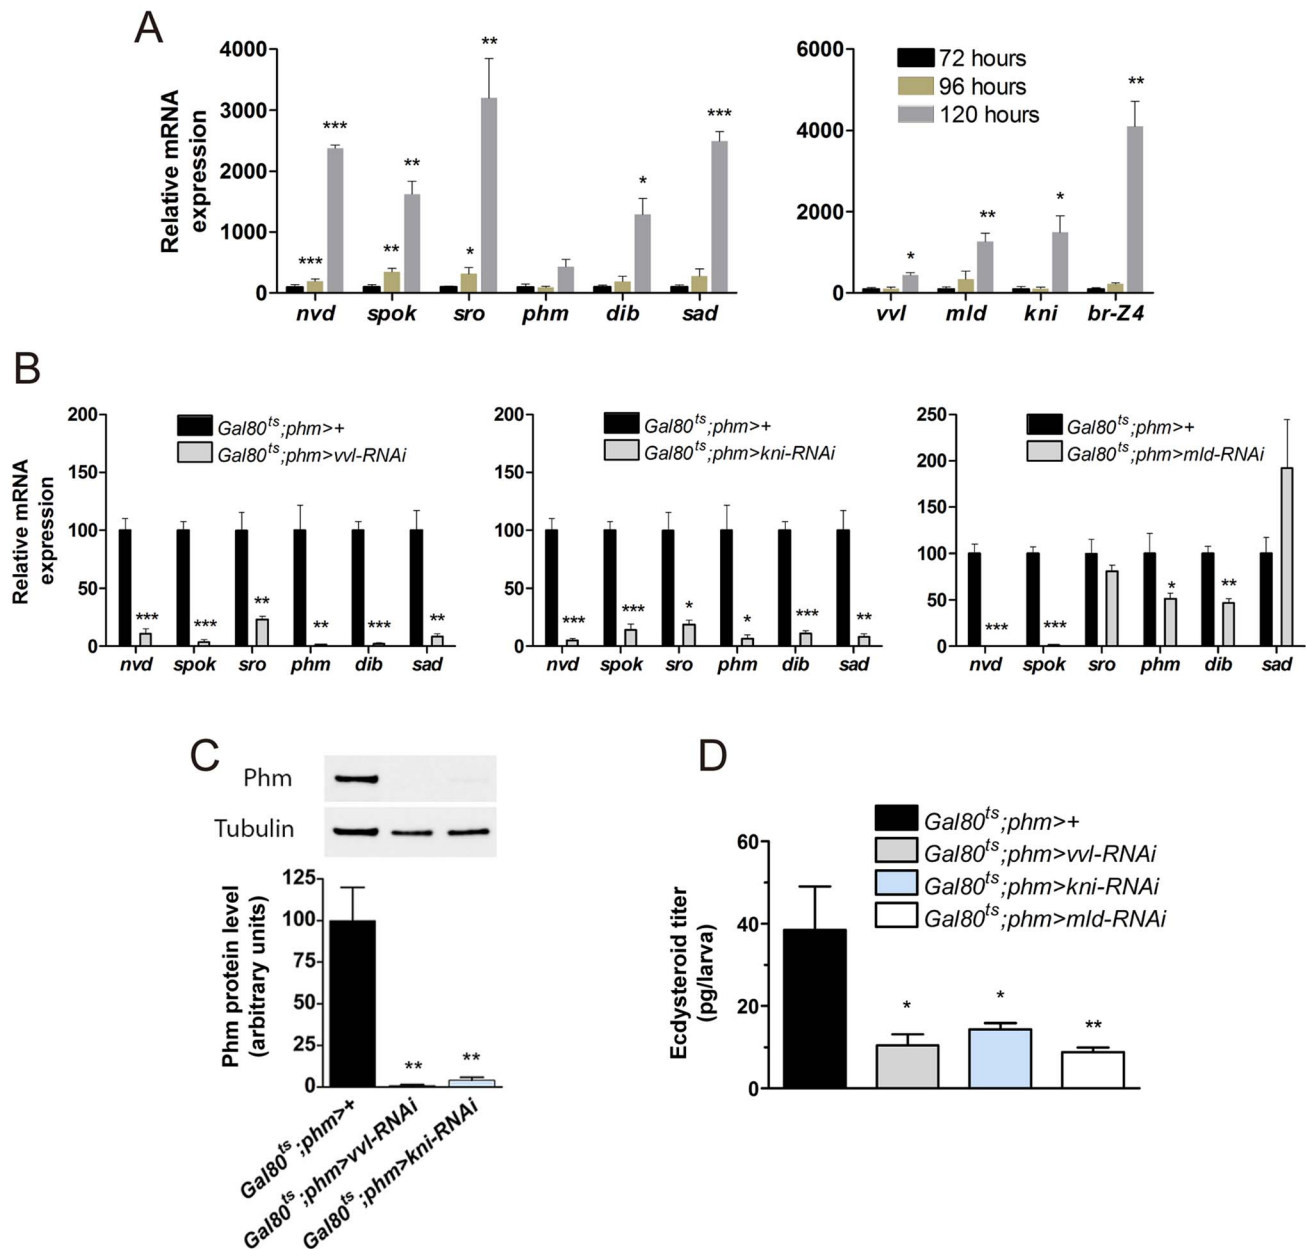 A
Relative mRNA
expression
4000
3000
2000
1000
0
***
***
**
**
*
**
*
***
nvd spok sro phm dib sad
6000
4000
2000
0
72 hours
96 hours
120 hours
*
**
*
**
vvl mld kni br-Z4
B
Relative mRNA
expression
200
150
100
50
0
Gal80ts;phm>+
Gal80ts;phm>vvl-RNAi
*** *** ** ** *** **
nvd spok sro phm dib sad
200
150
100
50
0
Gal80ts;phm>+
Gal80ts;phm>kni-RNAi
*** *** * * *** **
nvd spok sro phm dib sad
250
200
150
100
50
0
Gal80ts;phm>+
Gal80ts;phm>mld-RNAi
*** *** * **
nvd spok sro phm dib sad
C
Phm
Tubulin
Phm protein level
(arbitrary units)
125
100
75
50
25
0
** **
Gal80ts;phm>+
Gal80ts;phm>vvl-RNAi
Gal80ts;phm>kni-RNAi
D
Ecdysteroid titer
(pg/larva)
60
40
20
0
Gal80ts;phm>+
Gal80ts;phm>vvl-RNAi
Gal80ts;phm>kni-RNAi
Gal80ts;phm>mld-RNAi
* * **